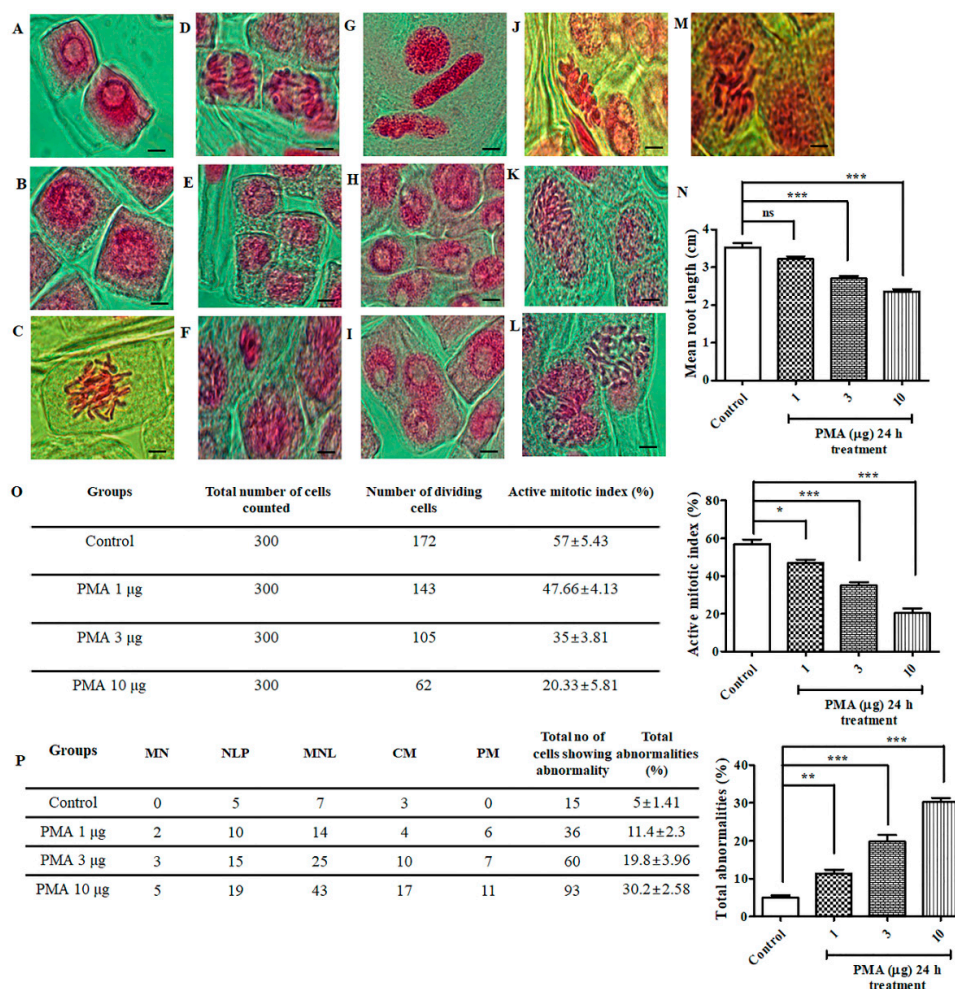 A
D
G
J
M
B
E
H
K
C
F
I
L
N
***
***
ns
Mean root length (cm)
4
3
2
1
0
Control
1
3
10
PMA (µg) 24 h
treatment
O
Groups Total number of cells counted Number of dividing cells Active mitotic index (%)
Control 300 172 57±5.43
PMA 1 µg 300 143 47.66±4.13
PMA 3 µg 300 105 35±3.81
PMA 10 µg 300 62 20.33±5.81
***
***
*
Active mitotic index (%)
80
60
40
20
0
Control
1
3
10
PMA (µg) 24 h
treatment
P
Groups MN NLP MNL CM PM Total no of cells showing abnormality Total abnormalities (%)
Control 0 5 7 3 0 15 5±1.41
PMA 1 µg 2 10 14 4 6 36 11.4±2.3
PMA 3 µg 3 15 25 10 7 60 19.8±3.96
PMA 10 µg 5 19 43 17 11 93 30.2±2.58
***
***
**
Total abnormalities (%)
40
30
20
10
0
Control
1
3
10
PMA (µg) 24 h
treatment